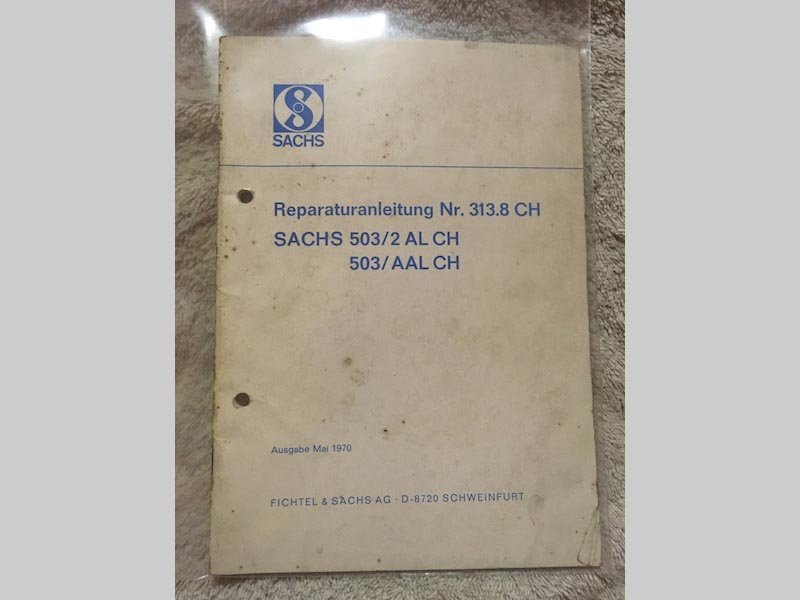 SACHS
Reparaturanleitung Nr. 313.8 CH
SACHS 503/2 AL CH
503/AAL CH
Ausgabe Mai 1970
FICHTEL & SACHS AG · D-8720 SCHWEINFURT